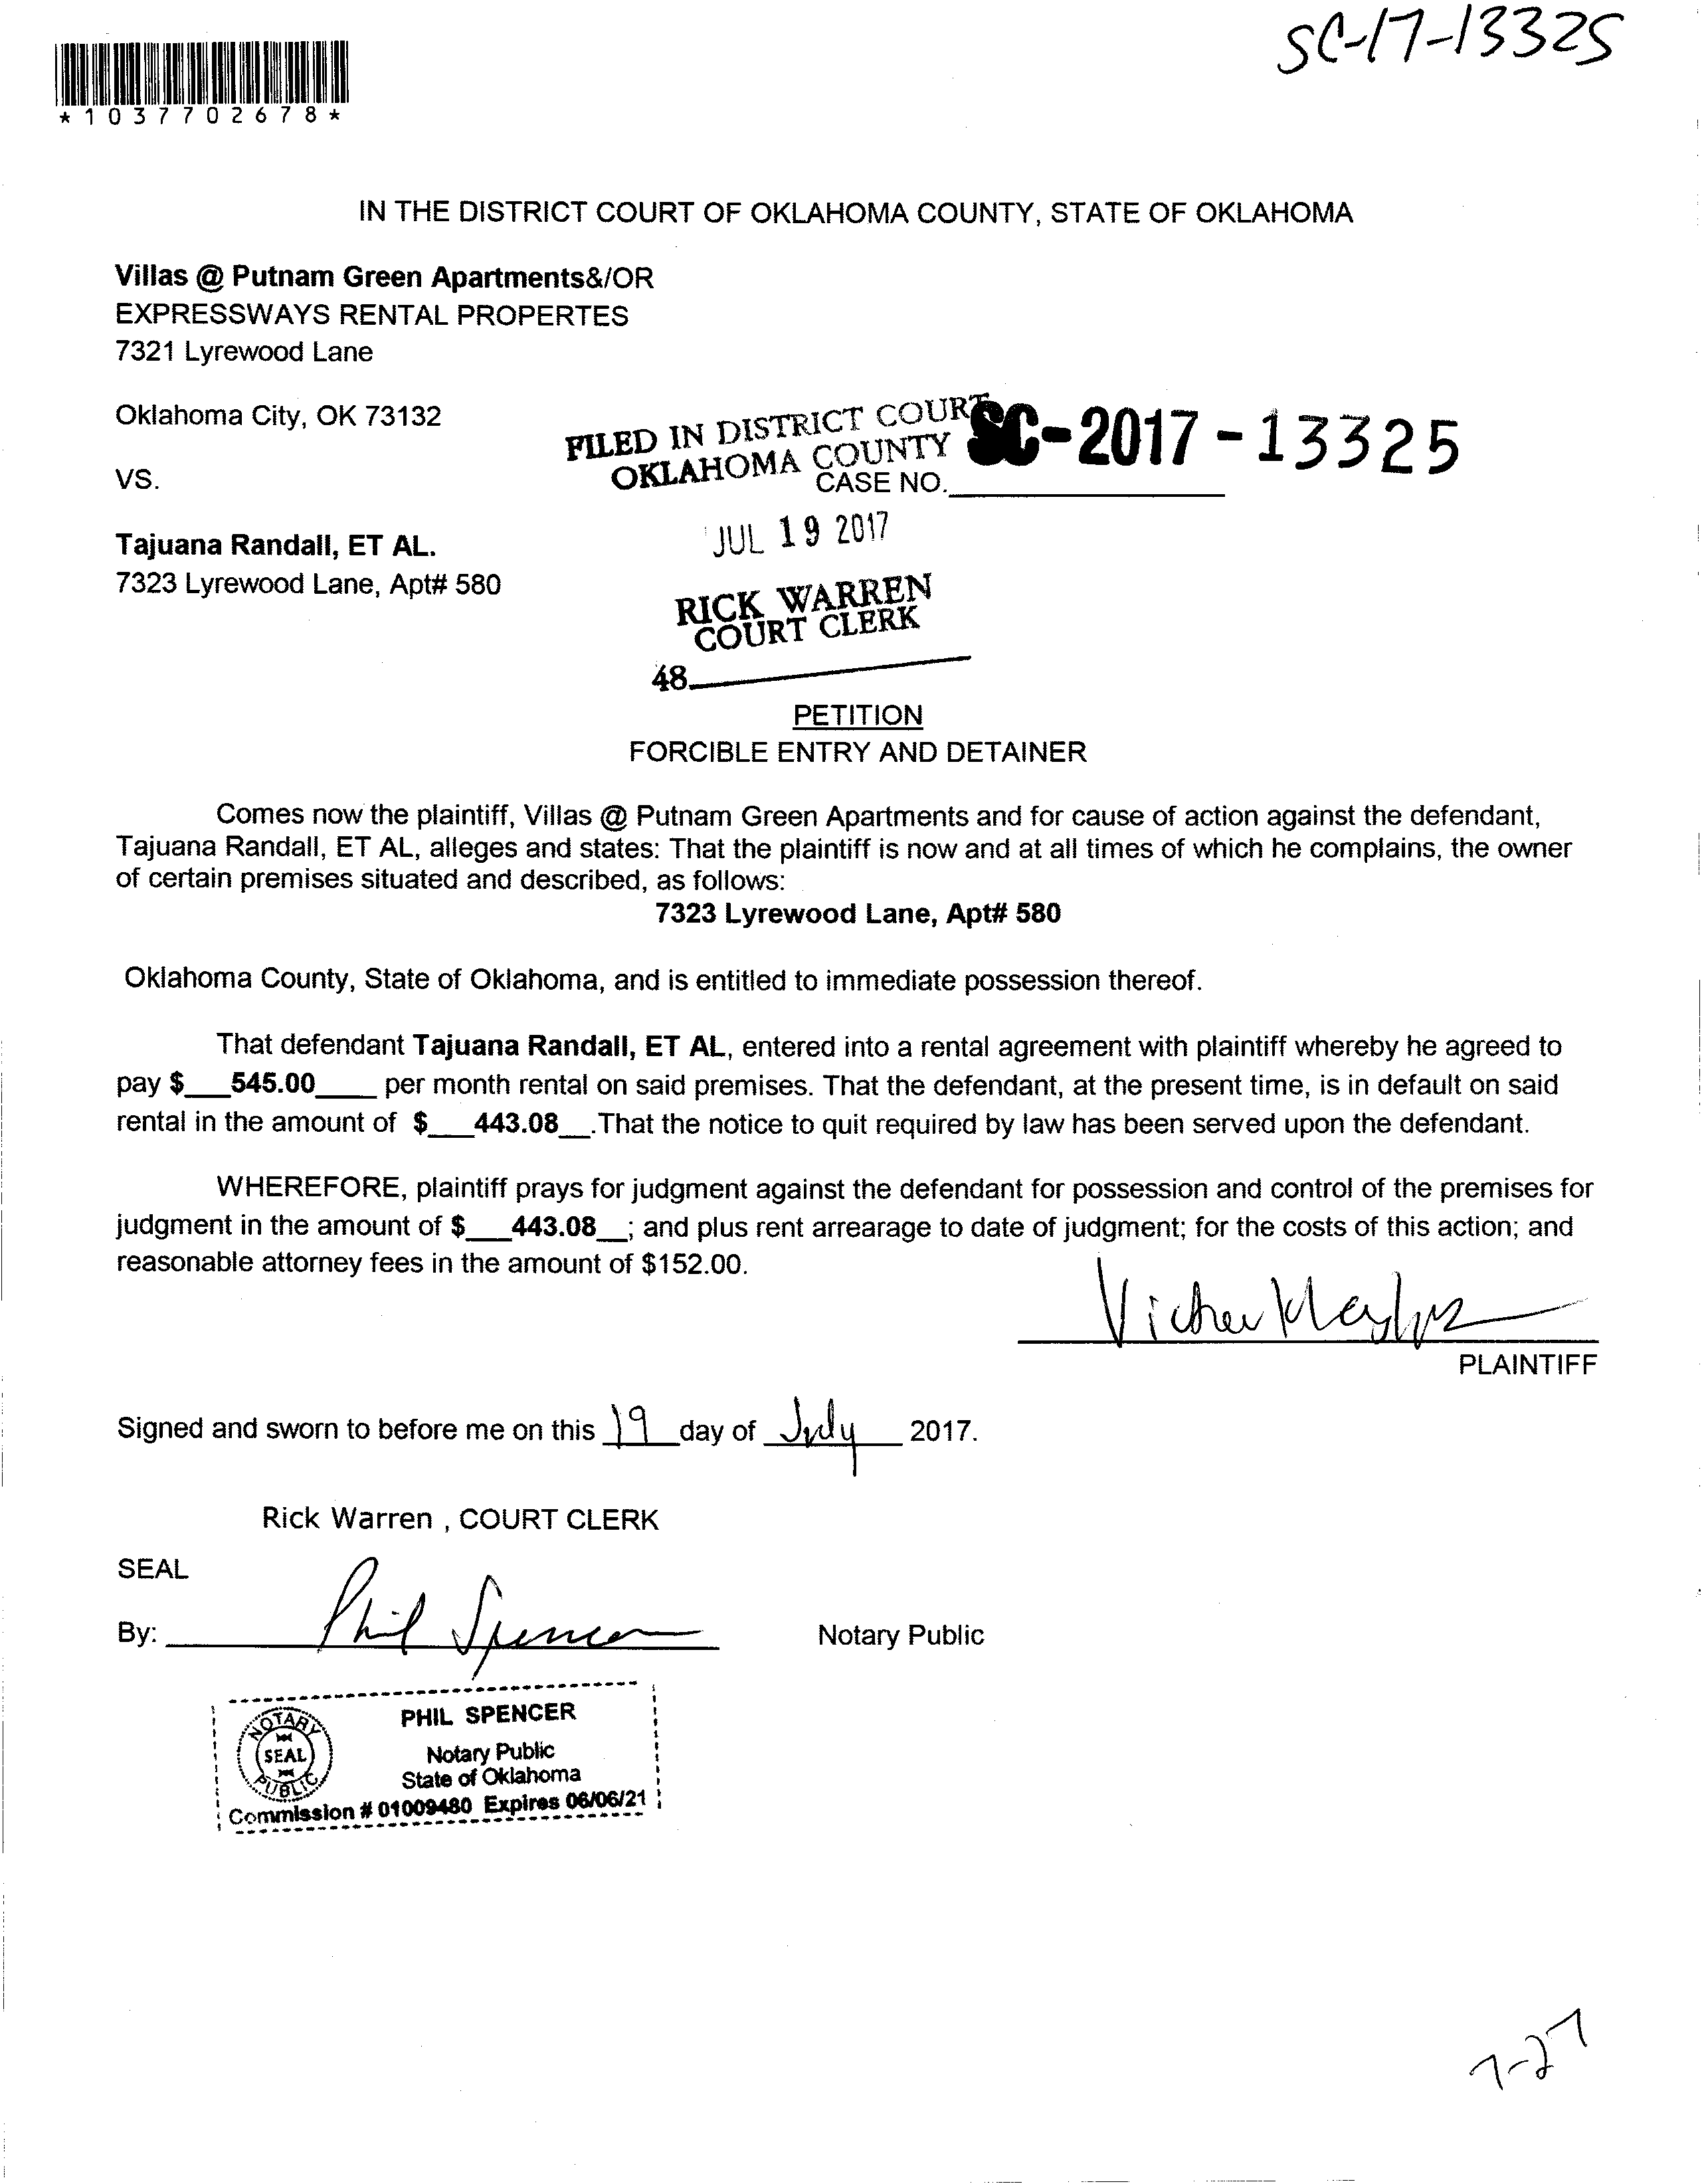 SC-17-13325
*1037702678*
IN THE DISTRICT COURT OF OKLAHOMA COUNTY, STATE OF OKLAHOMA
Villas @ Putnam Green Apartments&/OR
EXPRESSWAYS RENTAL PROPERTES
7321 Lyrewood Lane
Oklahoma City, OK 73132
FILED IN DISTRICT COURT
OKLAHOMA COUNTY
SC-2017-13325
VS.
CASE NO.
JUL 19 2017
Tajuana Randall, ET AL.
7323 Lyrewood Lane, Apt# 580
RICK WARREN
COURT CLERK
48
PETITION
FORCIBLE ENTRY AND DETAINER
Comes now the plaintiff, Villas @ Putnam Green Apartments and for cause of action against the defendant,
Tajuana Randall, ET AL, alleges and states: That the plaintiff is now and at all times of which he complains, the owner
of certain premises situated and described, as follows:
7323 Lyrewood Lane, Apt# 580
Oklahoma County, State of Oklahoma, and is entitled to immediate possession thereof.
That defendant Tajuana Randall, ET AL, entered into a rental agreement with plaintiff whereby he agreed to
pay $___545.00____ per month rental on said premises. That the defendant, at the present time, is in default on said
rental in the amount of $___443.08__.That the notice to quit required by law has been served upon the defendant.
WHEREFORE, plaintiff prays for judgment against the defendant for possession and control of the premises for
judgment in the amount of $___443.08__; and plus rent arrearage to date of judgment; for the costs of this action; and
reasonable attorney fees in the amount of $152.00.
PLAINTIFF
Signed and sworn to before me on this 19 day of July 2017.
Rick Warren , COURT CLERK
SEAL
By: Phil Spencer Notary Public
NOTARY
SEAL
PUBLIC
PHIL SPENCER
Notary Public
State of Oklahoma
Commission # 01009480 Expires 06/06/21
7-27